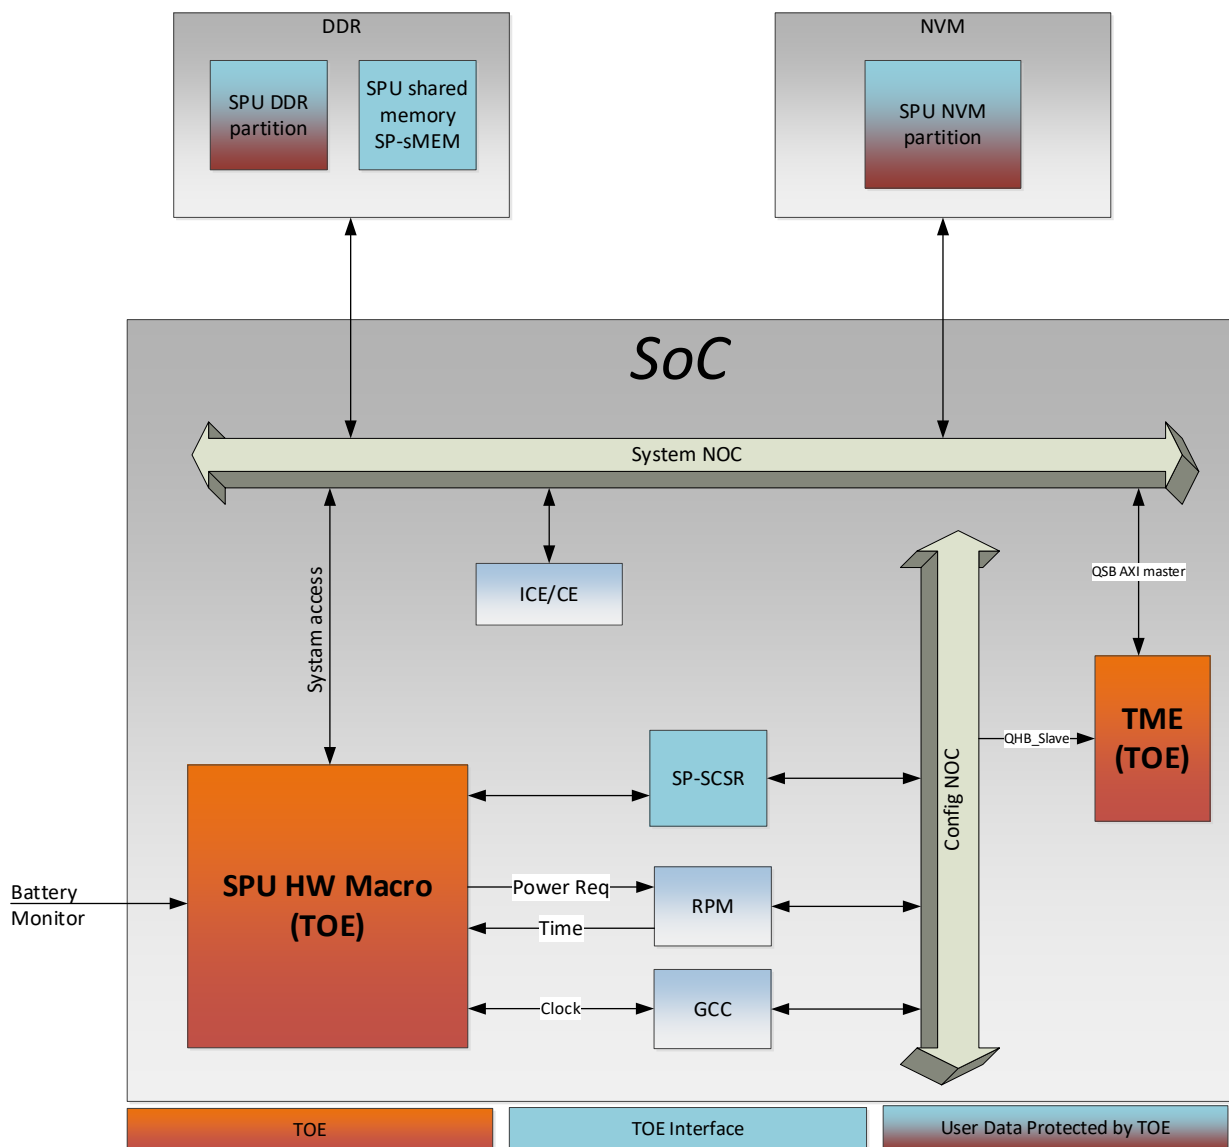 DDR
NVM
SPU DDR
partition
SPU shared
memory
SP-sMEM
SPU NVM
partition
SoC
System NOC
Systam access
ICE/CE
QSB AXI master
TME
(TOE)
QHB_Slave
Config NOC
SP-SCSR
SPU HW Macro
(TOE)
Battery
Monitor
Power Req
Time
RPM
Clock
GCC
TOE
TOE Interface
User Data Protected by TOE